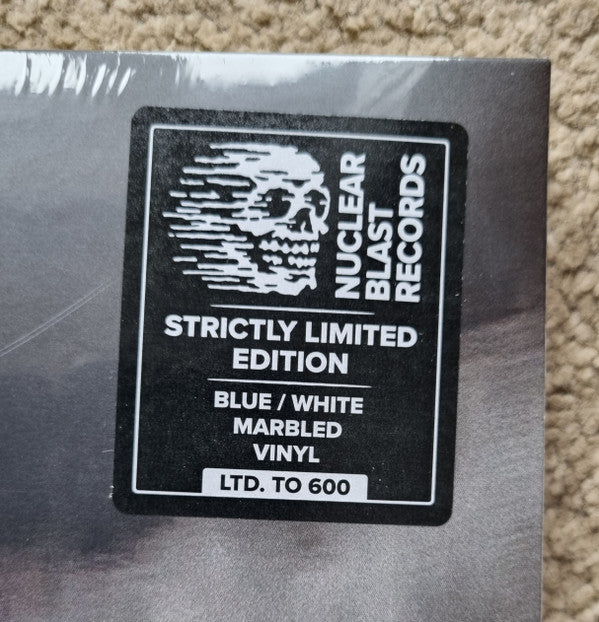 NUCLEAR
BLAST
RECORDS
STRICTLY LIMITED
EDITION
BLUE / WHITE
MARBLED
VINYL
LTD. TO 600